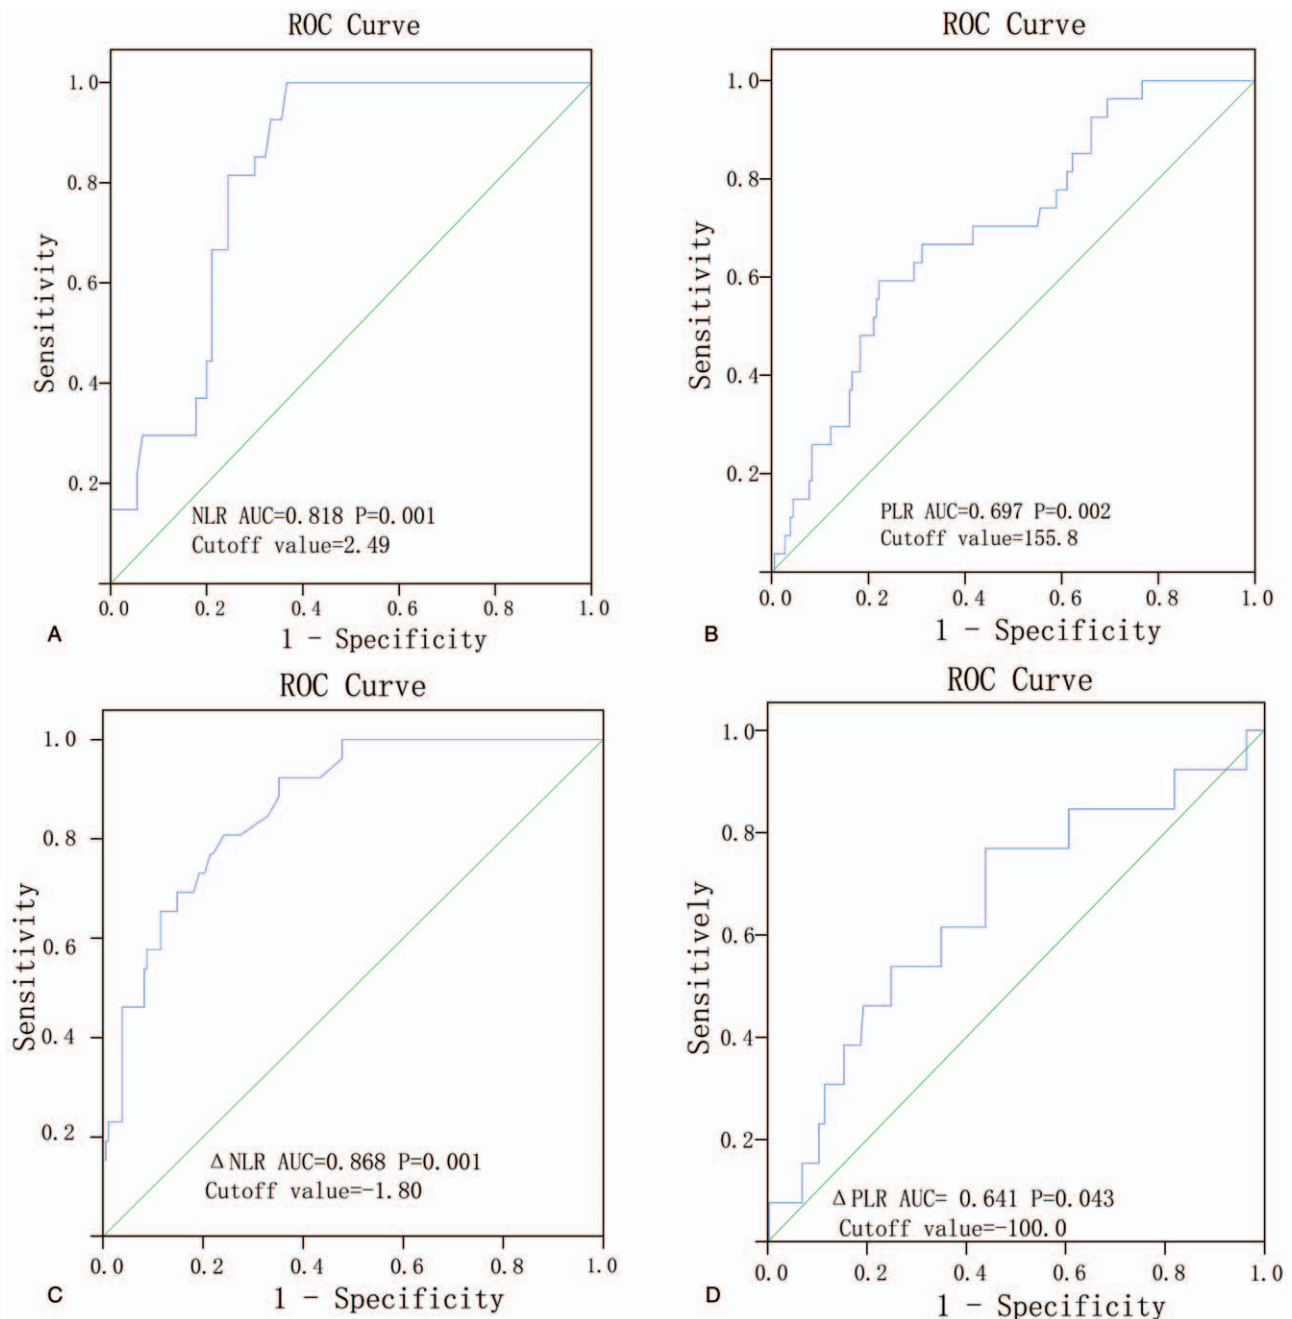 ROC Curve
1.0
0.8
0.6
0.4
0.2
Sensitivity
NLR AUC=0.818 P=0.001
Cutoff value=2.49
0.0 0.2 0.4 0.6 0.8 1.0
1 - Specificity
A
ROC Curve
1.0
0.8
0.6
0.4
0.2
Sensitivity
PLR AUC=0.697 P=0.002
Cutoff value=155.8
0.0 0.2 0.4 0.6 0.8 1.0
1 - Specificity
B
ROC Curve
1.0
0.8
0.6
0.4
0.2
Sensitivity
Δ NLR AUC=0.868 P=0.001
Cutoff value=-1.80
0.0 0.2 0.4 0.6 0.8 1.0
1 - Specificity
C
ROC Curve
1.0
0.8
0.6
0.4
0.2
Sensitively
Δ PLR AUC= 0.641 P=0.043
Cutoff value=-100.0
0.0 0.2 0.4 0.6 0.8 1.0
1 - Specificity
D